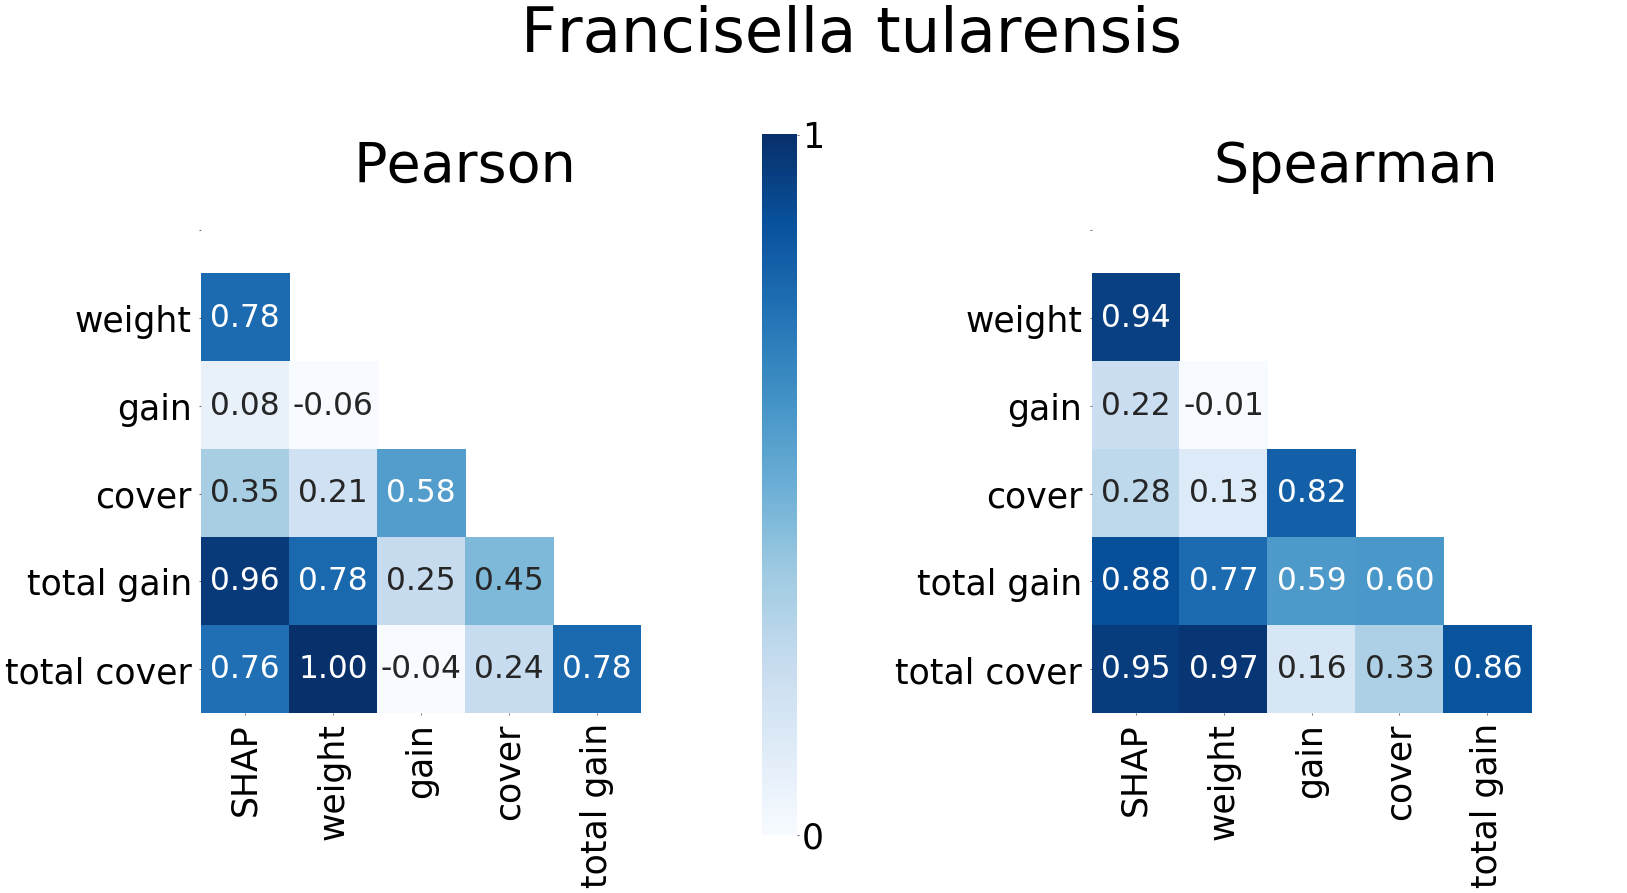 Francisella tularensis
Pearson
weight 0.78
gain 0.08 -0.06
cover 0.35 0.21 0.58
total gain 0.96 0.78 0.25 0.45
total cover 0.76 1.00 -0.04 0.24 0.78
SHAP weight gain cover total gain
1
0
Spearman
weight 0.94
gain 0.22 -0.01
cover 0.28 0.13 0.82
total gain 0.88 0.77 0.59 0.60
total cover 0.95 0.97 0.16 0.33 0.86
SHAP weight gain cover total gain